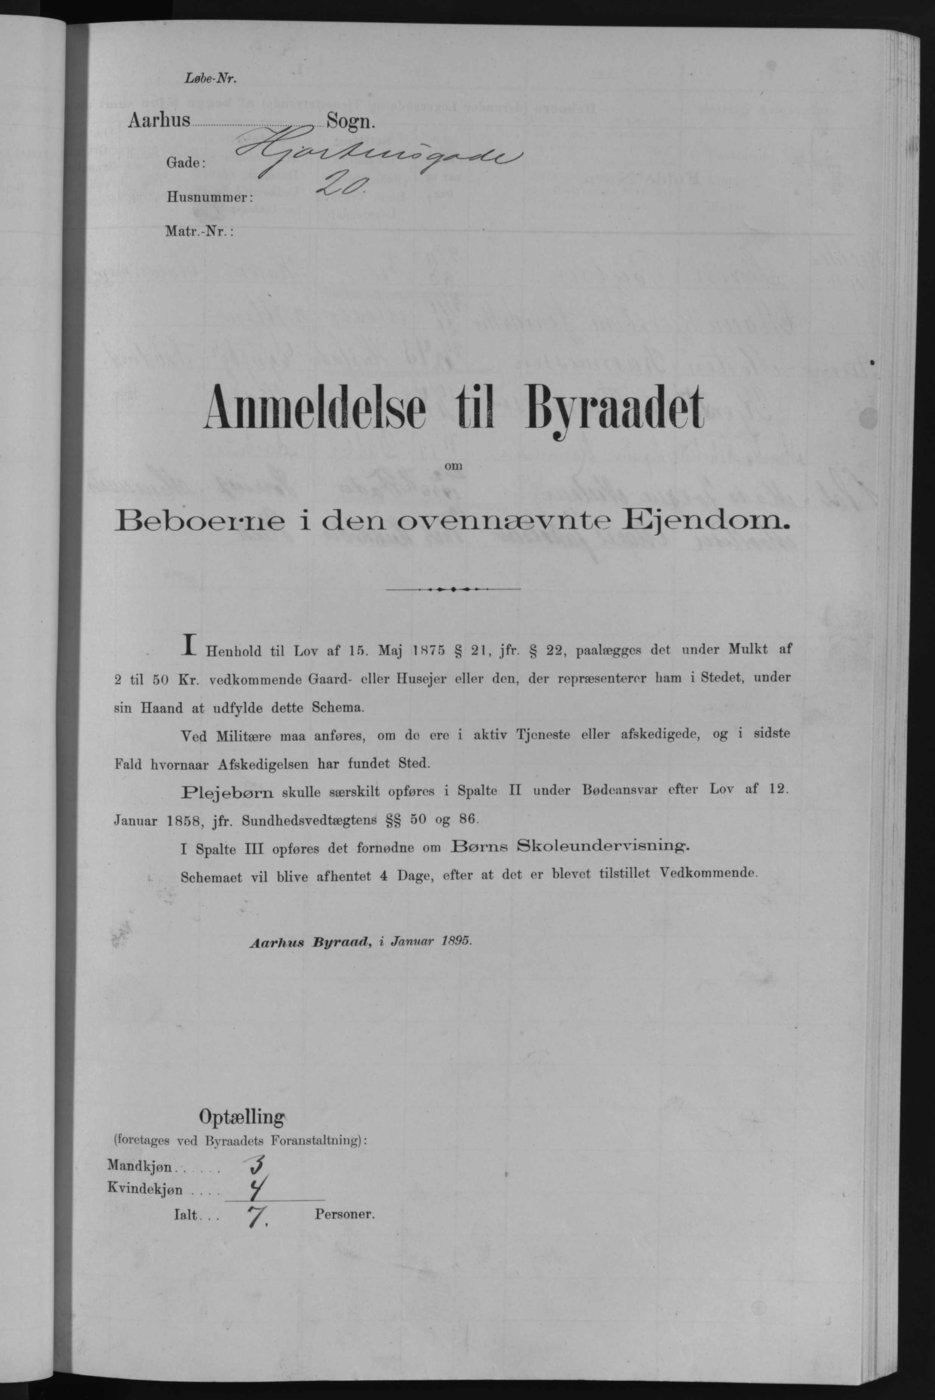 Løbe-Nr.
Aarhus Sogn.
Gade: Hjortensgade
Husnummer: 20.
Matr.-Nr.:
Anmeldelse til Byraadet
om
Beboerne i den ovennævnte Ejendom.
I Henhold til Lov af 15. Maj 1875 § 21, jfr. § 22, paalægges det under Mulkt af
2 til 50 Kr. vedkommende Gaard- eller Husejer eller den, der repræsenterer ham i Stedet, under
sin Haand at udfylde dette Schema.
Ved Militære maa anføres, om de ere i aktiv Tjeneste eller afskedigede, og i sidste
Fald hvornaar Afskedigelsen har fundet Sted.
Plejebørn skulle særskilt opføres i Spalte II under Bødeansvar efter Lov af 12.
Januar 1858, jfr. Sundhedsvedtægtens §§ 50 og 86.
I Spalte III opføres det fornødne om Børns Skoleundervisning.
Schemaet vil blive afhentet 4 Dage, efter at det er blevet tilstillet Vedkommende.
Aarhus Byraad, i Januar 1895.
Optælling
(foretages ved Byraadets Foranstaltning):
Mandkjøn...... 3
Kvindekjøn .... 4
Ialt... 7. Personer.